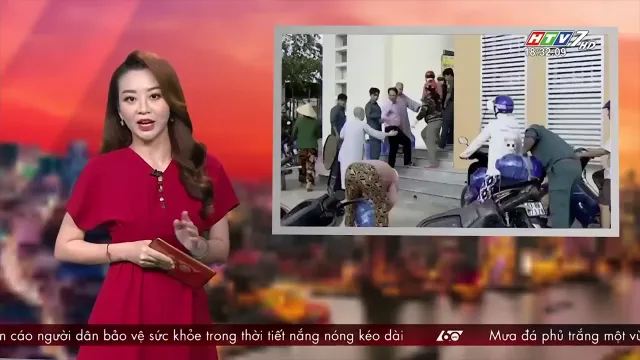 HTV7 HD
18:32:09
n cáo người dân bảo vệ sức khỏe trong thời tiết nắng nóng kéo dài 60 Mưa đá phủ trắng một v